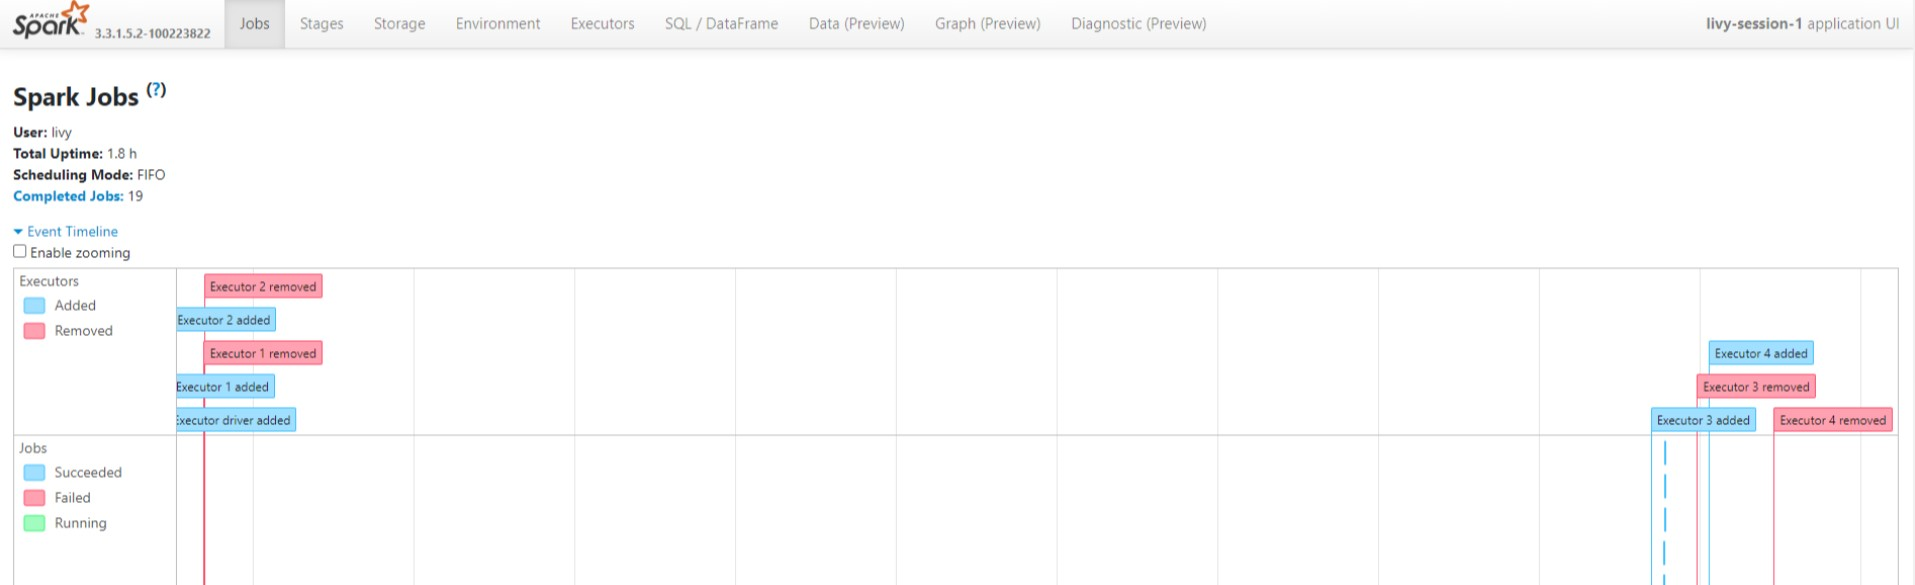 APACHE
Spark 3.3.1.5.2-100223822 Jobs Stages Storage Environment Executors SQL / DataFrame Data (Preview) Graph (Preview) Diagnostic (Preview) livy-session-1 application UI
Spark Jobs (?)
User: livy
Total Uptime: 1.8 h
Scheduling Mode: FIFO
Completed Jobs: 19
Event Timeline
Enable zooming
Executors
Added
Removed
Executor 2 removed
Executor 2 added
Executor 1 removed
Executor 1 added
Executor driver added
Executor 4 added
Executor 3 removed
Executor 3 added
Executor 4 removed
Jobs
Succeeded
Failed
Running